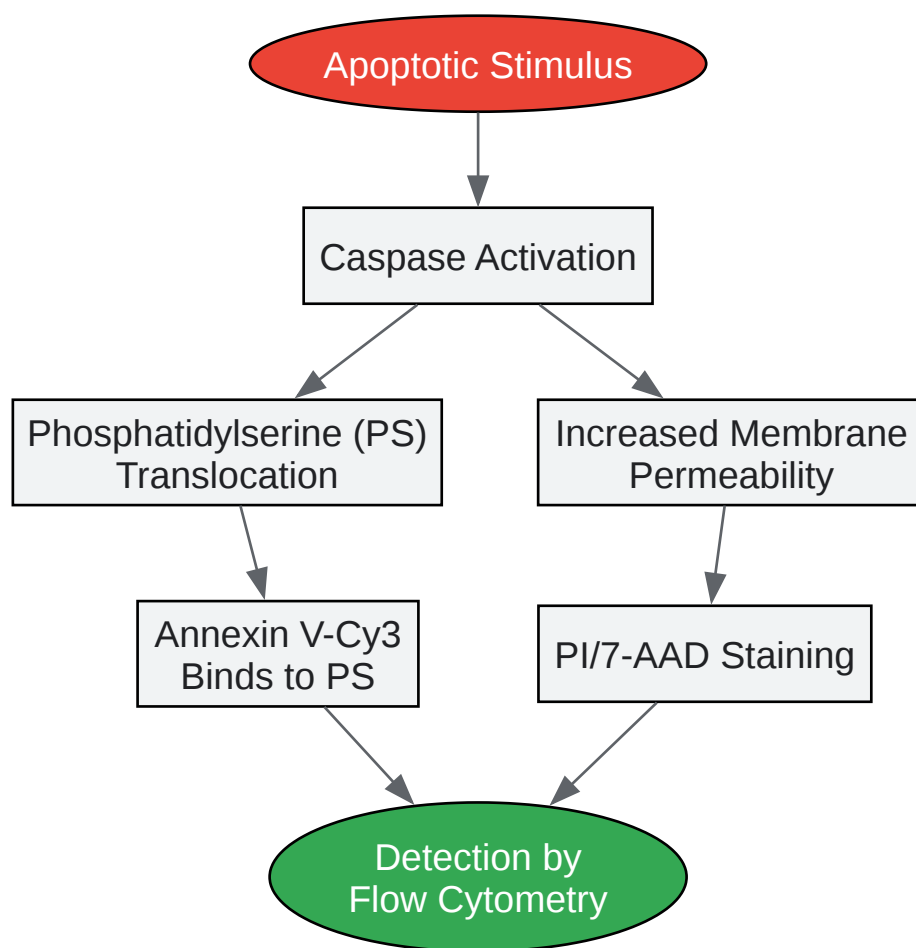 Apoptotic Stimulus
Caspase Activation
Phosphatidylserine (PS)
Translocation
Increased Membrane
Permeability
Annexin V-Cy3
Binds to PS
PI/7-AAD Staining
Detection by
Flow Cytometry